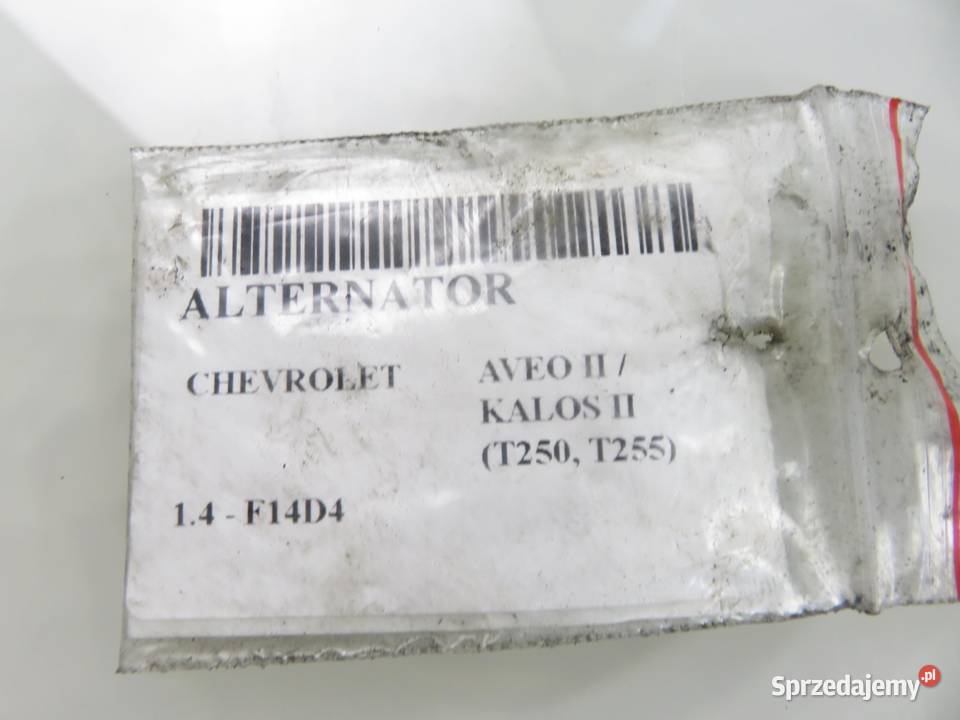 ALTERNATOR
CHEVROLET
AVEO II /
KALOS II
(T250, T255)
1.4 - F14D4
Sprzedajemy.pl